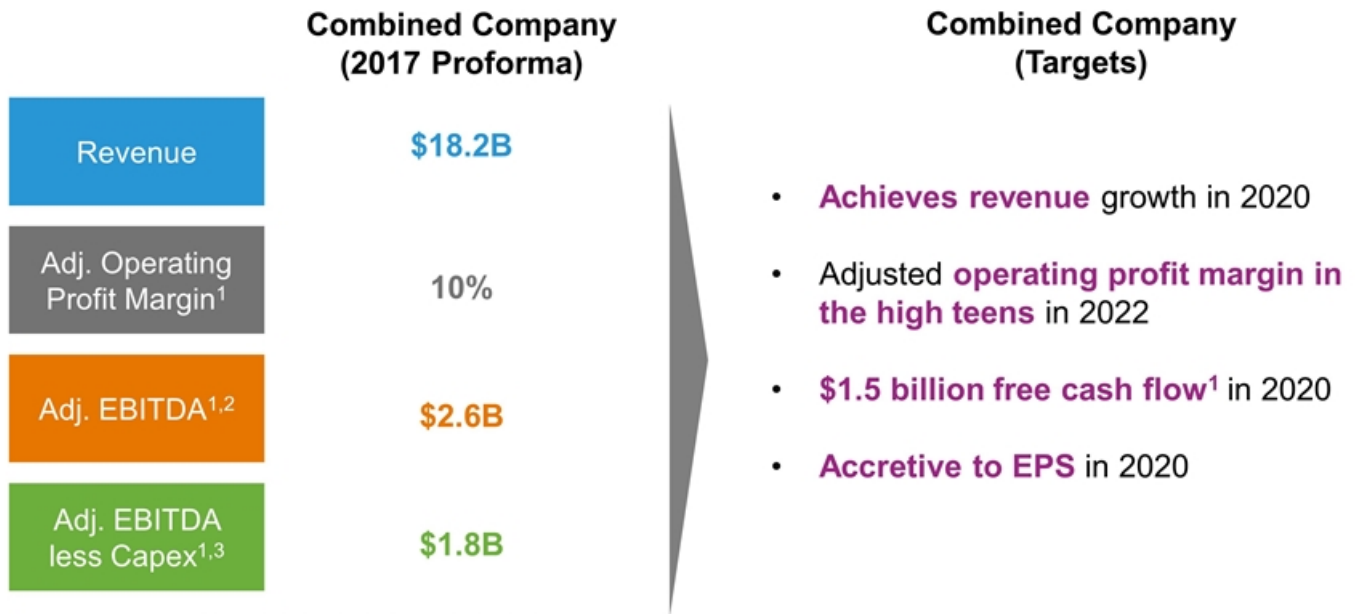 Combined Company
(2017 Proforma)
Combined Company
(Targets)
Revenue
$18.2B
Adj. Operating
Profit Margin¹
10%
Adj. EBITDA¹,²
$2.6B
Adj. EBITDA
less Capex¹,³
$1.8B
• Achieves revenue growth in 2020
• Adjusted operating profit margin in
the high teens in 2022
• $1.5 billion free cash flow¹ in 2020
• Accretive to EPS in 2020